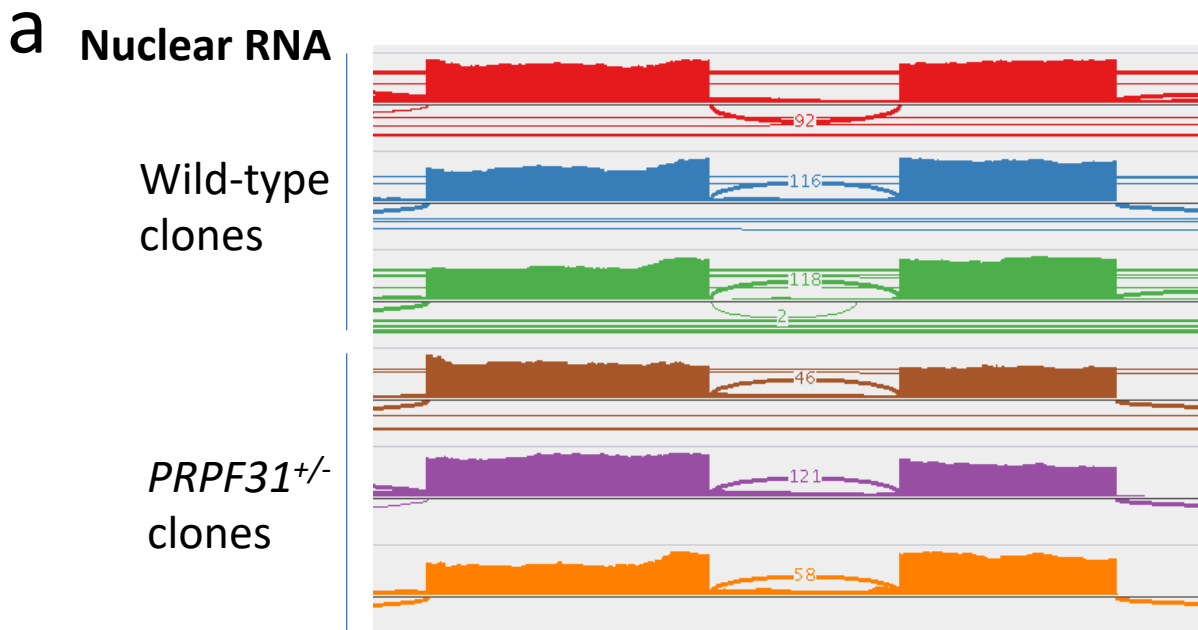 a
Nuclear RNA
92
Wild-type
clones
116
118
2
46
PRPF31+/-
clones
121
58